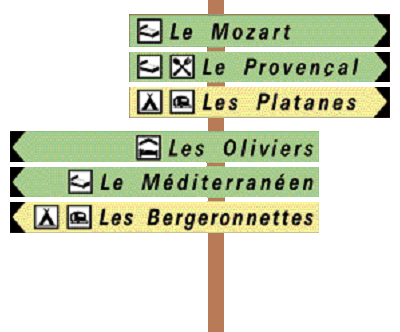 Le Mozart
Le Provençal
Les Platanes
Les Oliviers
Le Méditerranéen
Les Bergeronnettes